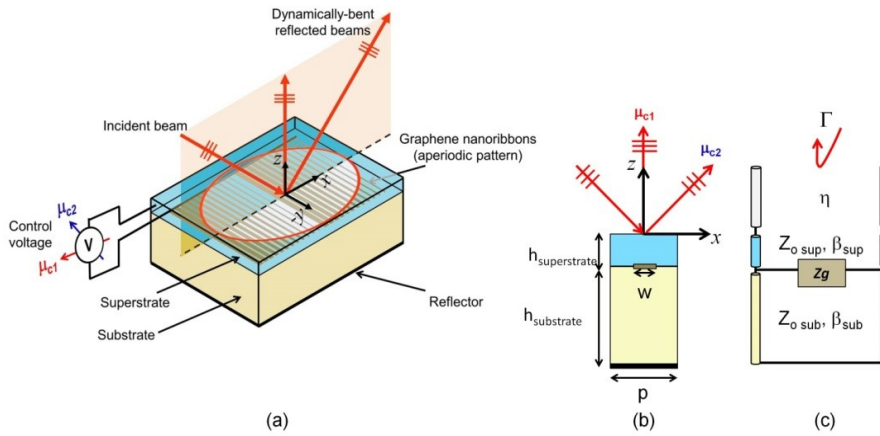 Dynamically-bent
reflected beams
Incident beam
Graphene nanoribbons
(aperiodic pattern)
z
x
-y
μc2
Control
voltage
V
μc1
Superstrate
Substrate
Reflector
(a)
μc1
μc2
z
x
hsuperstrate
w
hsubstrate
p
(b)
Γ
η
Zo sup, βsup
Zg
Zo sub, βsub
(c)